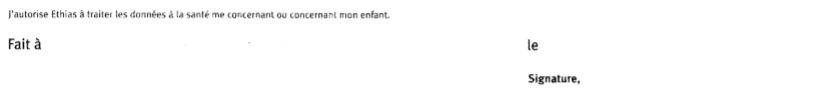 J'autorise Ethias à traiter les données à la santé me concernant ou concernant mon enfant.
Fait à le
Signature,